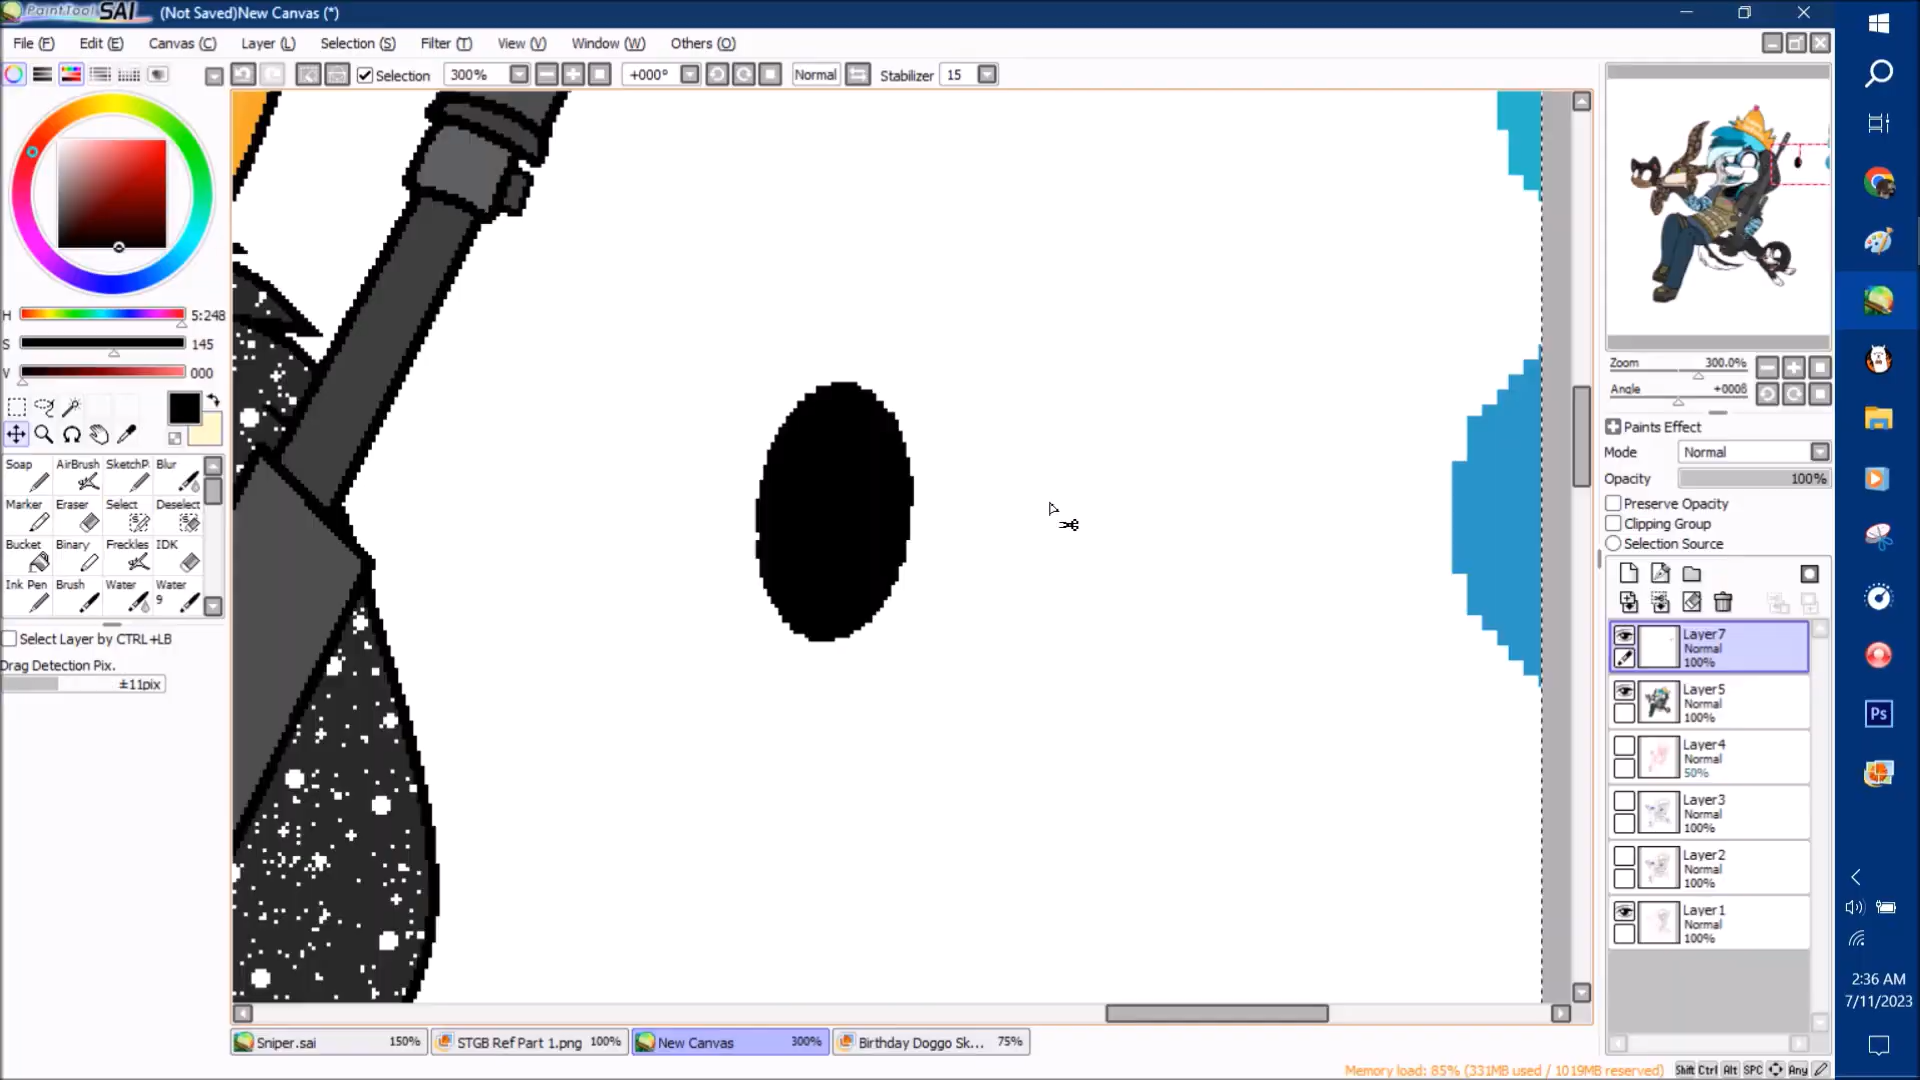 PaintTool SAI (Not Saved)New Canvas (*)
File (F) Edit (E) Canvas (C) Layer (L) Selection (S) Filter (T) View (V) Window (W) Others (O)
Selection 300% +000° Normal Stabilizer 15
H 5:248
S 145
V 000
Soap AirBrush SketchP Blur
Marker Eraser Select Deselect
Bucket Binary Freckles IDK
Ink Pen Brush Water Water 9
Select Layer by CTRL+LB
Drag Detection Pix.
±11pix
Zoom 300.0%
Angle +000ß
Paints Effect
Mode Normal
Opacity 100%
Preserve Opacity
Clipping Group
Selection Source
Layer7
Normal
100%
Layer5
Normal
100%
Layer4
Normal
50%
Layer3
Normal
100%
Layer2
Normal
100%
Layer1
Normal
100%
Ps
2:36 AM
7/11/2023
Sniper.sai 150% STGB Ref Part 1.png 100% New Canvas 300% Birthday Doggo Sk... 75%
Memory load: 85% (331MB used / 1019MB reserved) Shift Ctrl Alt SPC Any